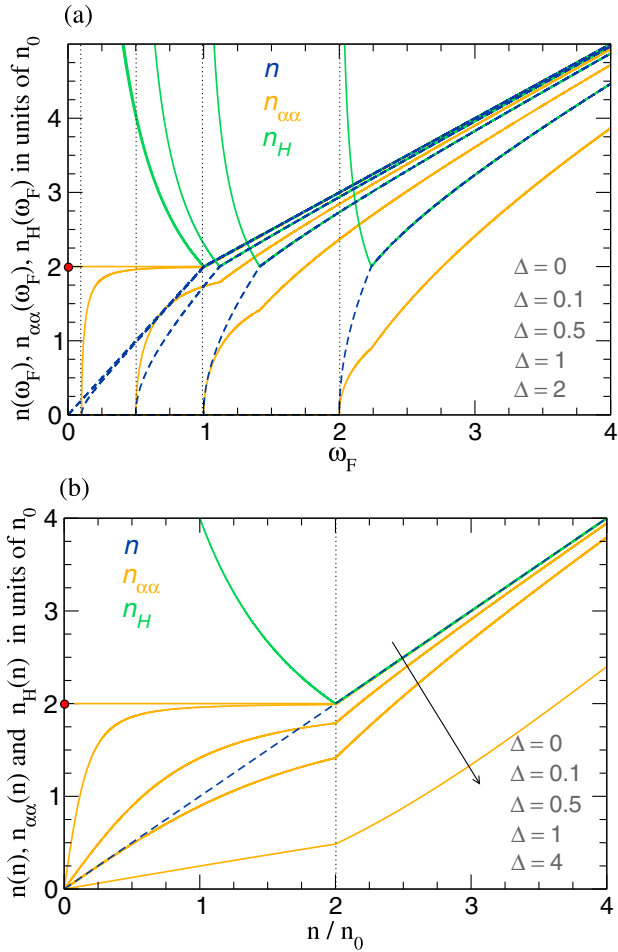 (a)
n(ω_F), n_αα(ω_F), n_H(ω_F) in units of n_0
4
3
2
1
0
n
n_αα
n_H
Δ = 0
Δ = 0.1
Δ = 0.5
Δ = 1
Δ = 2
0 1 2 3 4
ω_F
(b)
n(n), n_αα(n) and n_H(n) in units of n_0
4
3
2
1
0
n
n_αα
n_H
Δ = 0
Δ = 0.1
Δ = 0.5
Δ = 1
Δ = 4
0 1 2 3 4
n / n_0